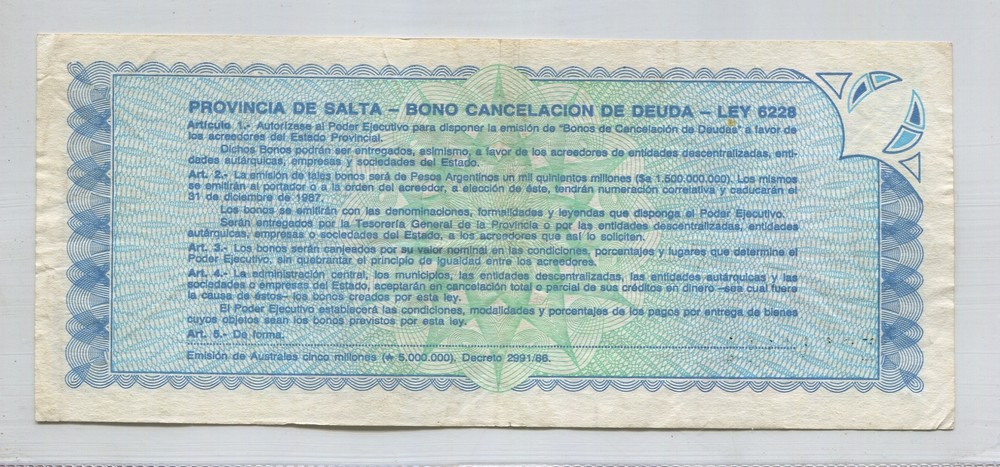 PROVINCIA DE SALTA – BONO CANCELACION DE DEUDA – LEY 6228
Artículo 1.- Autorízase al Poder Ejecutivo para disponer la emisión de "Bonos de Cancelación de Deudas" a favor de
los acreedores del Estado Provincial.
Dichos Bonos podrán ser entregados, asimismo, a favor de los acreedores de entidades descentralizadas, enti-
dades autárquicas, empresas y sociedades del Estado.
Art. 2.- La emisión de tales bonos será de Pesos Argentinos un mil quinientos millones ($a 1.500.000.000). Los mismos
se emitirán al portador o a la orden del acreedor, a elección de éste, tendrán numeración correlativa y caducarán el
31 de diciembre de 1987.
Los bonos se emitirán con las denominaciones, formalidades y leyendas que disponga el Poder Ejecutivo.
Serán entregados por la Tesorería General de la Provincia o por las entidades descentralizadas, entidades
autárquicas, empresas o sociedades del Estado, a los acreedores que así lo soliciten.
Art. 3.- Los bonos serán canjeados por su valor nominal en las condiciones, porcentajes y lugares que determine el
Poder Ejecutivo, sin quebrantar el principio de igualdad entre los acreedores.
Art. 4.- La administración central, los municipios, las entidades descentralizadas, las entidades autárquicas y las
sociedades o empresas del Estado, aceptarán en cancelación total o parcial de sus créditos en dinero –sea cual fuere
la causa de éstos– los bonos creados por esta ley.
El Poder Ejecutivo establecerá las condiciones, modalidades y porcentajes de los pagos por entrega de bienes
cuyos objetos sean los bonos previstos por esta ley.
Art. 5.- De forma.
Emisión de Australes cinco millones (₳ 5.000.000), Decreto 2991/86.